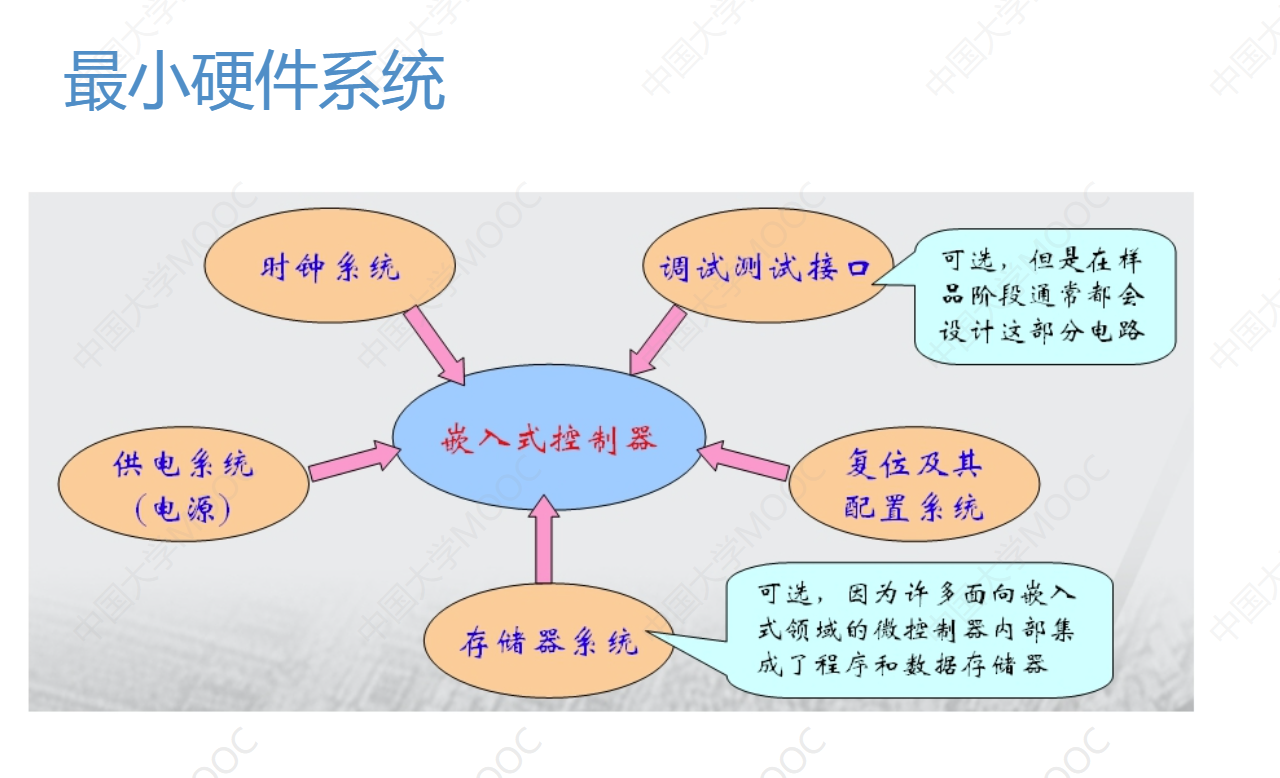 最小硬件系统
时钟系统
调试测试接口
可选，但是在样
品阶段通常都会
设计这部分电路
嵌入式控制器
供电系统
（电源）
复位及其
配置系统
存储器系统
可选，因为许多面向嵌入
式领域的微控制器内部集
成了程序和数据存储器
中国大学MOOC